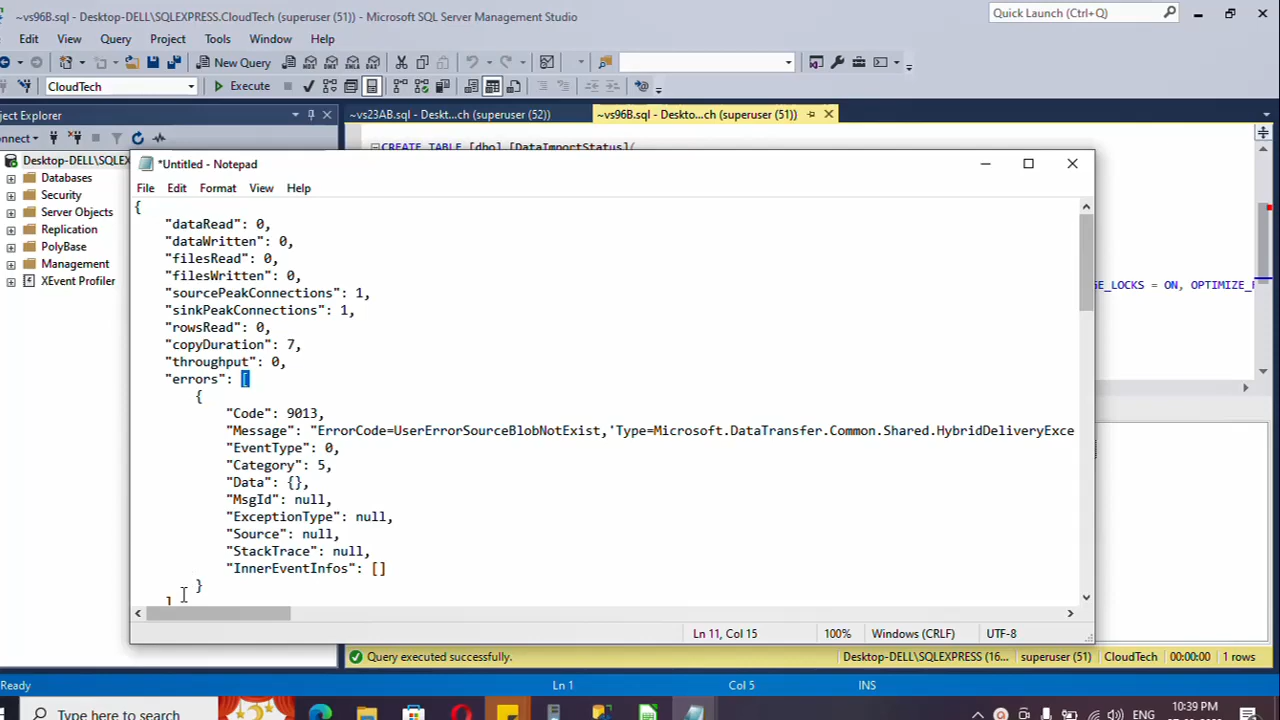 ~vs96B.sql - Desktop-DELL\SQLEXPRESS.CloudTech (superuser (51)) - Microsoft SQL Server Management Studio
Quick Launch (Ctrl+Q)
Edit View Query Project Tools Window Help
New Query
CloudTech
Execute
ject Explorer
~vs23AB.sql - Deskt...ch (superuser (52))
~vs96B.sql - Deskto...ch (superuser (51))
onnect
CREATE TABLE [dbo].[DataImportStatus](
Desktop-DELL\SQLEXP
Databases
Security
Server Objects
Replication
PolyBase
Management
XEvent Profiler
*Untitled - Notepad
File Edit Format View Help
{
"dataRead": 0,
"dataWritten": 0,
"filesRead": 0,
"filesWritten": 0,
"sourcePeakConnections": 1,
"sinkPeakConnections": 1,
"rowsRead": 0,
"copyDuration": 7,
"throughput": 0,
"errors": [
{
"Code": 9013,
"Message": "ErrorCode=UserErrorSourceBlobNotExist,'Type=Microsoft.DataTransfer.Common.Shared.HybridDeliveryExce
"EventType": 0,
"Category": 5,
"Data": {},
"MsgId": null,
"ExceptionType": null,
"Source": null,
"StackTrace": null,
"InnerEventInfos": []
}
]
GE_LOCKS = ON, OPTIMIZE_F
Ln 11, Col 15
100%
Windows (CRLF)
UTF-8
Query executed successfully.
Desktop-DELL\SQLEXPRESS (16...
superuser (51)
CloudTech
00:00:00
1 rows
Ready
Ln 1
Col 5
INS
Type here to search
ENG
10:39 PM